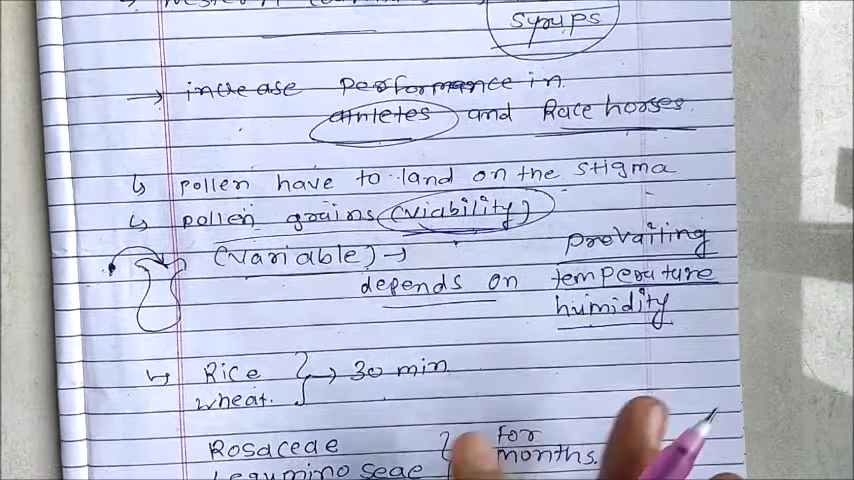 syrups
→ increase performance in
athletes and Race horses
↳ pollen have to land on the stigma
↳ pollen grains (viability)
(variable) →
depends on prevailing
temperature
humidity
↳ Rice
wheat. } → 30 min
Rosaceae
Leguminoseae } for
months.